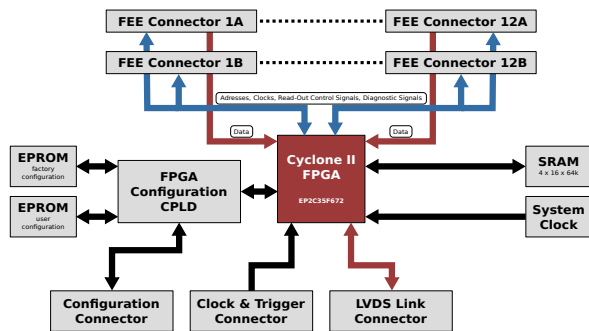 FEE Connector 1A
FEE Connector 12A
FEE Connector 1B
FEE Connector 12B
Adresses, Clocks, Read-Out Control Signals, Diagnostic Signals
Data
Data
EPROM
factory
configuration
EPROM
user
configuration
FPGA
Configuration
CPLD
Cyclone II
FPGA
EP2C35F672
SRAM
4 x 16 x 64k
System
Clock
Configuration
Connector
Clock & Trigger
Connector
LVDS Link
Connector